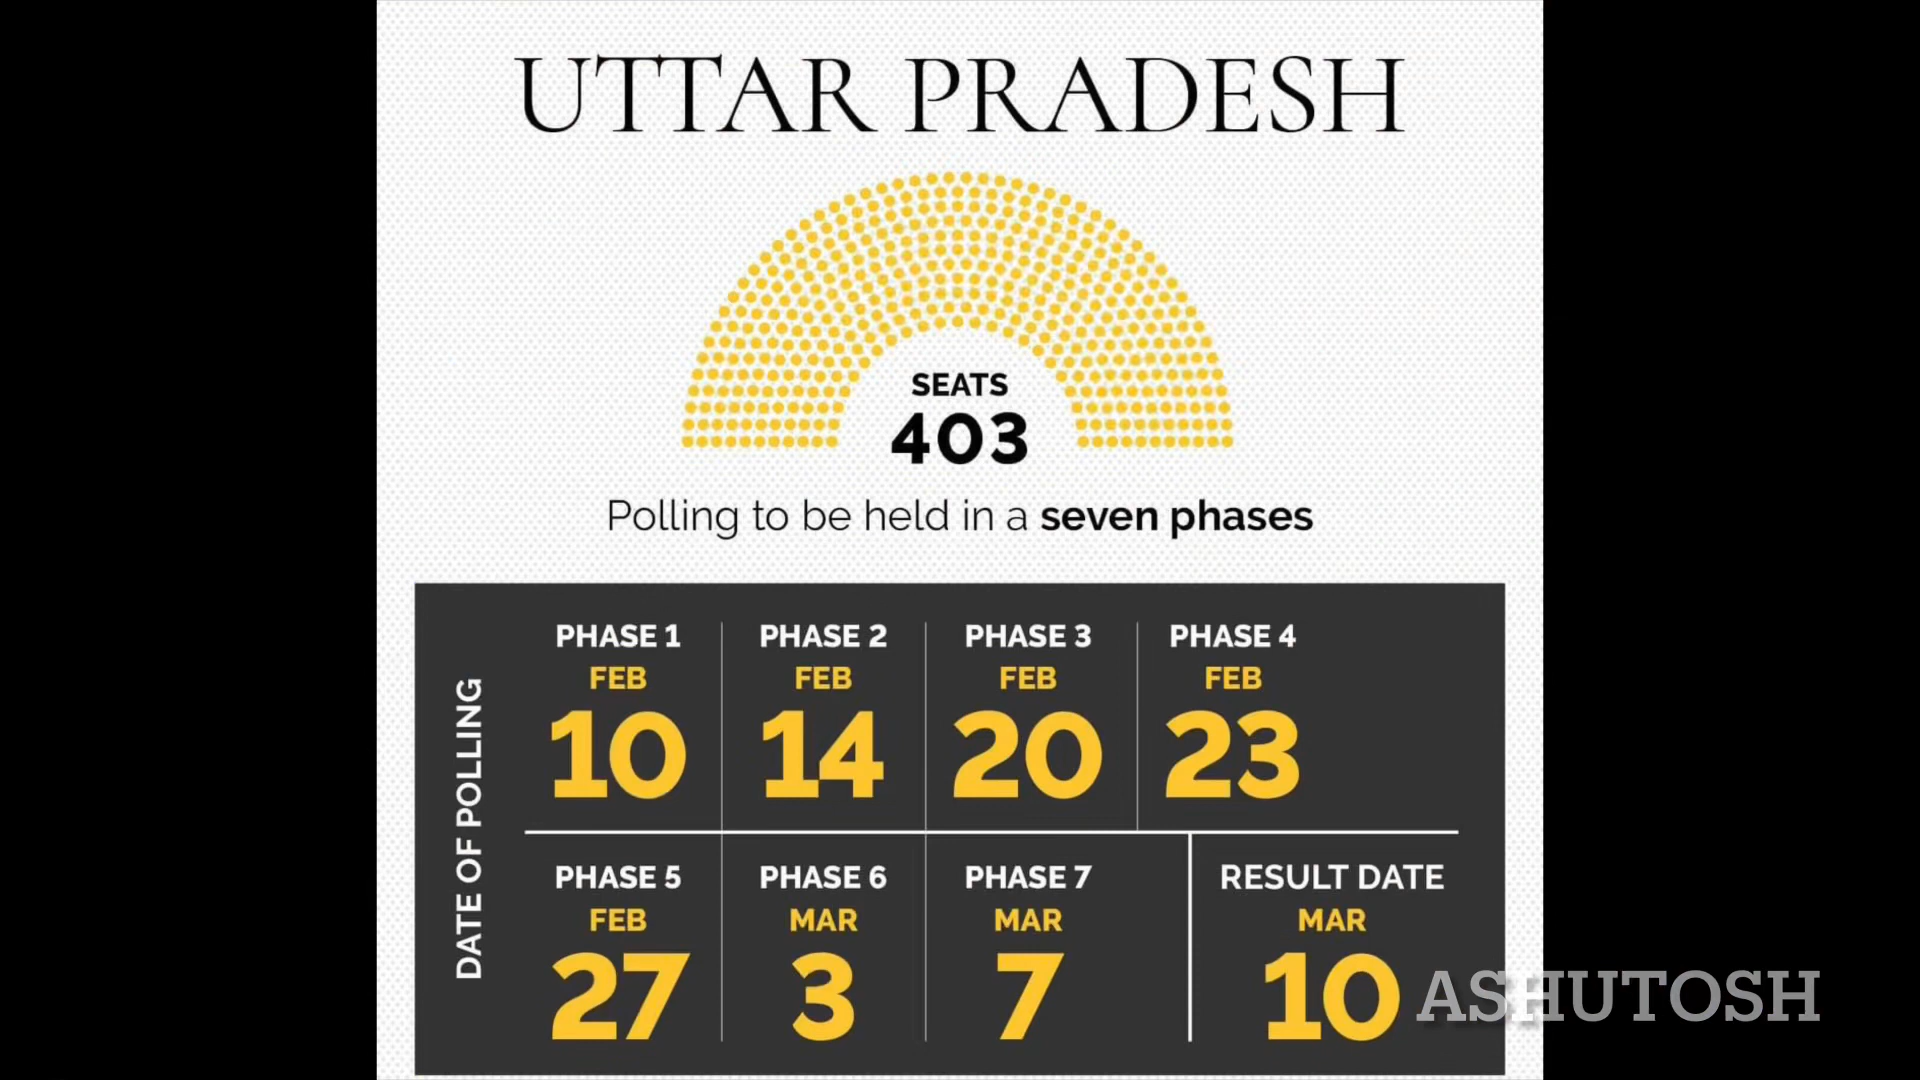 UTTAR PRADESH
SEATS
403
Polling to be held in a seven phases
DATE OF POLLING
PHASE 1
FEB
10
PHASE 2
FEB
14
PHASE 3
FEB
20
PHASE 4
FEB
23
PHASE 5
FEB
27
PHASE 6
MAR
3
PHASE 7
MAR
7
RESULT DATE
MAR
10
ASHUTOSH